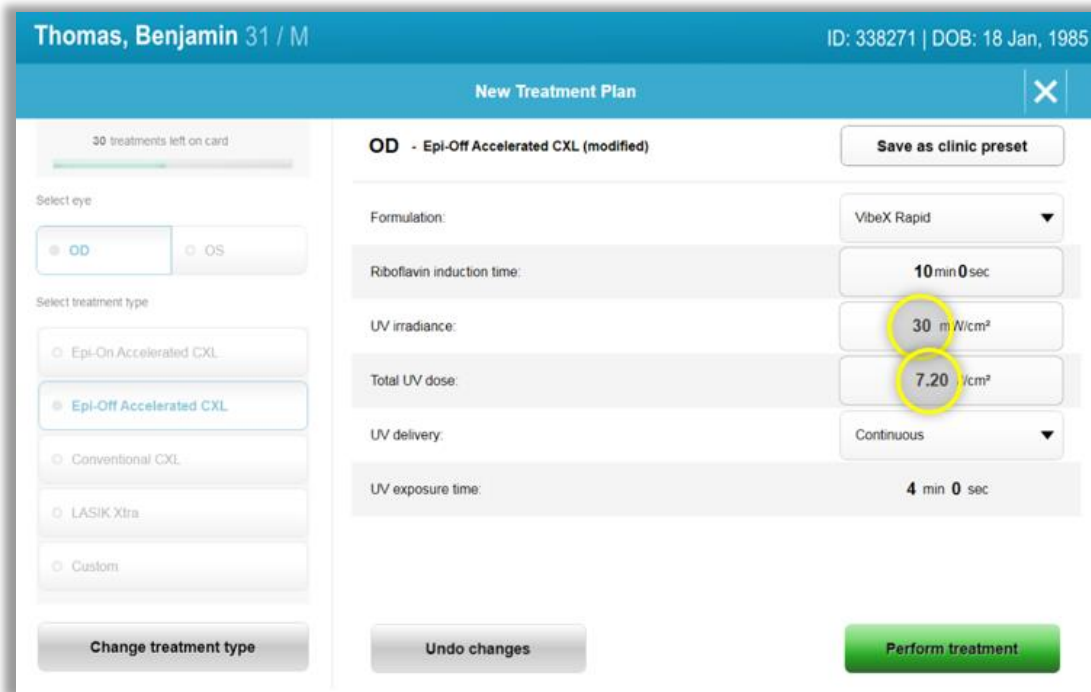 Thomas, Benjamin 31 / M
ID: 338271 | DOB: 18 Jan, 1985
New Treatment Plan
30 treatments left on card
Select eye
OD
OS
Select treatment type
Epi-On Accelerated CXL
Epi-Off Accelerated CXL
Conventional CXL
LASIK Xtra
Custom
Change treatment type
OD - Epi-Off Accelerated CXL (modified)
Save as clinic preset
Formulation: VibeX Rapid
Riboflavin induction time: 10 min 0 sec
UV irradiance: 30 mW/cm²
Total UV dose: 7.20 /cm²
UV delivery: Continuous
UV exposure time: 4 min 0 sec
Undo changes
Perform treatment